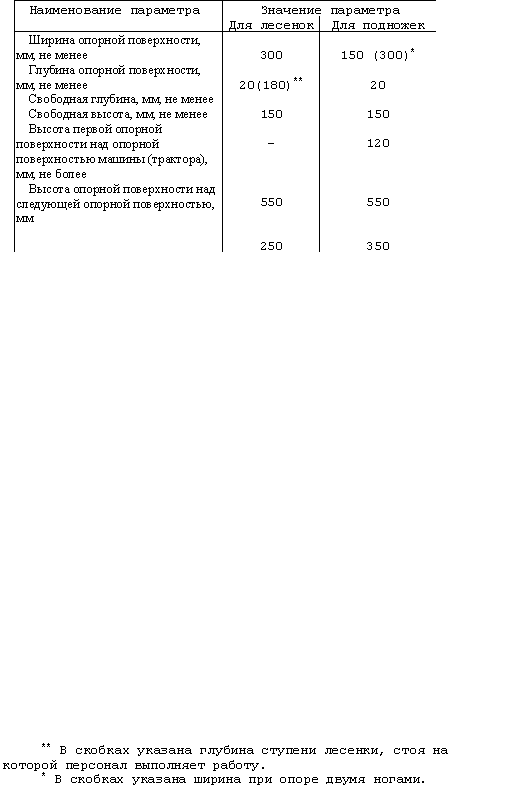 Наименование параметра Значение параметра
Для лесенок Для подножек
Ширина опорной поверхности,
мм, не менее 300 150 (300)*
Глубина опорной поверхности,
мм, не менее 20(180)** 20
Свободная глубина, мм, не менее
Свободная высота, мм, не менее 150 150
Высота первой опорной
поверхности над опорной – 120
поверхностью машины (трактора),
мм, не более
Высота опорной поверхности над
следующей опорной поверхностью, 550 550
мм
250 350
** В скобках указана глубина ступени лесенки, стоя на
которой персонал выполняет работу.
* В скобках указана ширина при опоре двумя ногами.